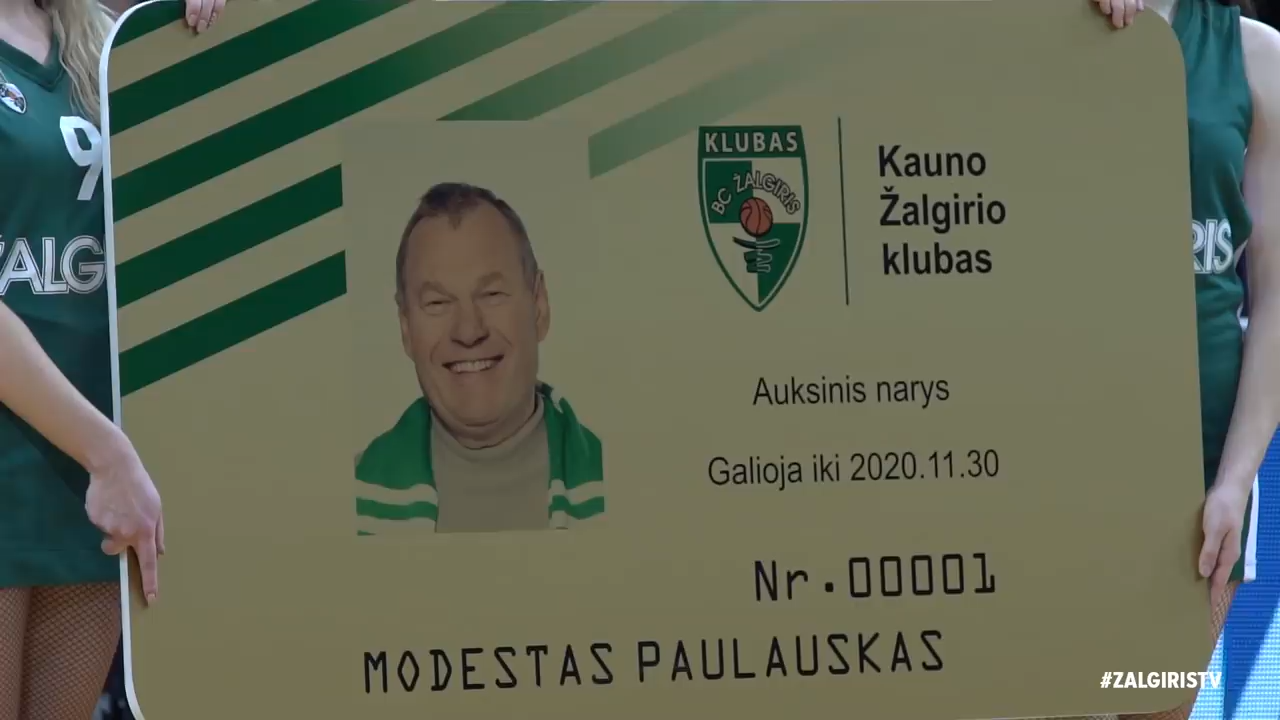 9
ŽALG
KLUBAS
BC ŽALGIRIS
Kauno
Žalgirio
klubas
RIS
Auksinis narys
Galioja iki 2020.11.30
Nr.00001
MODESTAS PAULAUSKAS
#ZALGIRISTV